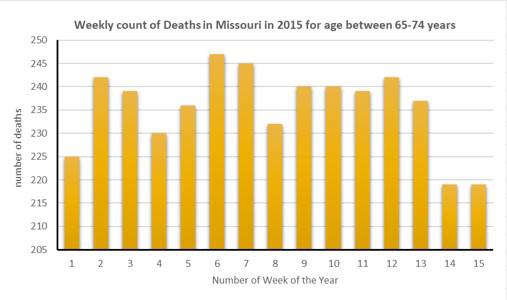 Weekly count of Deaths in Missouri in 2015 for age between 65-74 years
250
245
240
235
230
225
220
215
210
205
number of deaths
1 2 3 4 5 6 7 8 9 10 11 12 13 14 15
Number of Week of the Year